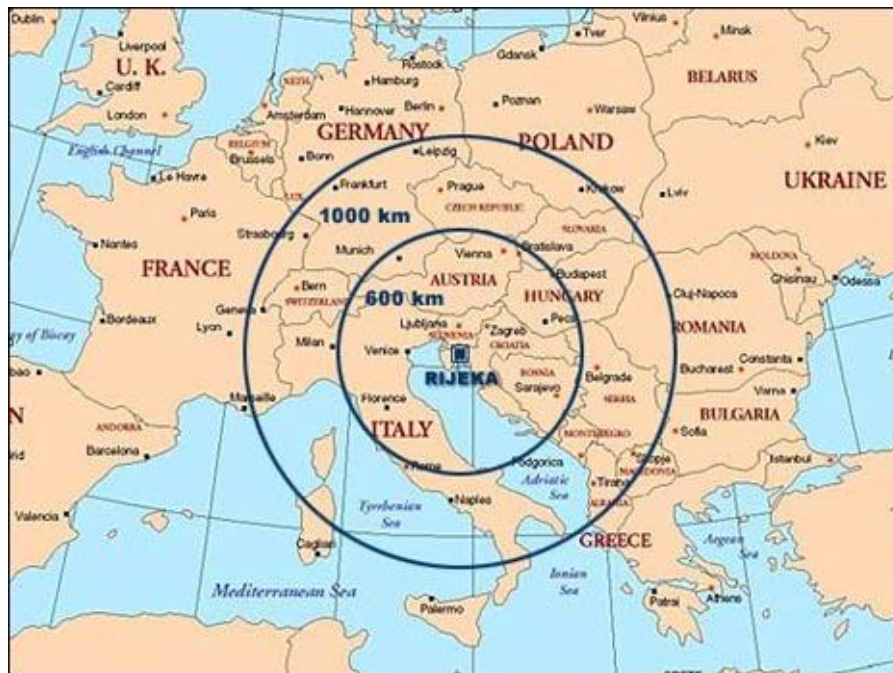 Dublin
Liverpool
U. K.
Cardiff
London
English Channel
Le Havre
Paris
Nantes
FRANCE
Bordeaux
Lyon
Marseille
ANDORRA
Barcelona
Valencia
NETH.
Amsterdam
BELGIUM
Brussels
LUX
Rostock
Hamburg
Hannover
Berlin
GERMANY
Bonn
Leipzig
Frankfurt
Strasbourg
Munich
Bern
SWITZERLAND
Geneva
Gdansk
Poznan
Warsaw
POLAND
Krakow
Prague
CZECH REPUBLIC
SLOVAKIA
Bratislava
Vienna
AUSTRIA
Budapest
HUNGARY
Pecs
Tver
Vilnius
Minsk
BELARUS
Kiev
Lviv
UKRAINE
MOLDOVA
Chisinau
Odessa
Cluj-Napoca
ROMANIA
Bucharest
Constanta
Varna
BULGARIA
Sofia
Istanbul
1000 km
600 km
Ljubljana
SLOVENIA
Zagreb
CROATIA
RIJEKA
BOSNIA
Sarajevo
Belgrade
SERBIA
MONTENEGRO
Podgorica
Skopje
MACEDONIA
Tirana
ALBANIA
Milan
Venice
Florence
ITALY
Roma
Naples
Adriatic
Sea
Tyrrhenian
Sea
Cagliari
Mediterranean Sea
Palermo
Ionian
Sea
GREECE
Aegean
Sea
Patrai
Athens